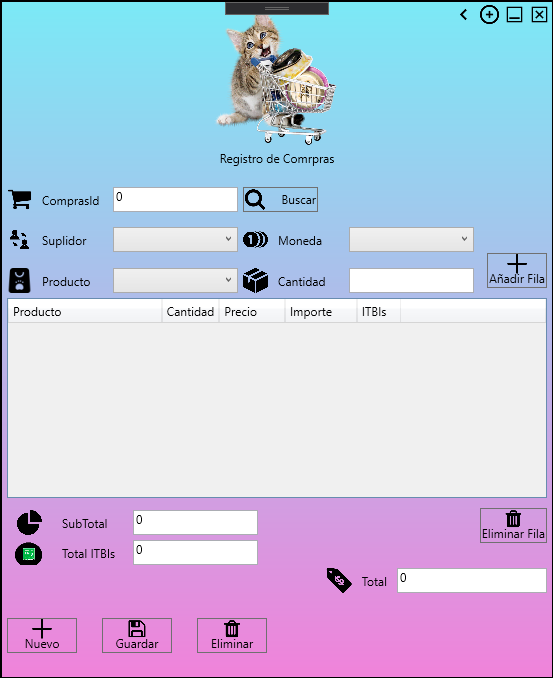 Registro de Comrpras
ComprasId 0 Buscar
Suplidor Moneda
Añadir Fila
Producto Cantidad
Producto Cantidad Precio Importe ITBIs
SubTotal 0
Eliminar Fila
Total ITBIs 0
Total 0
Nuevo Guardar Eliminar